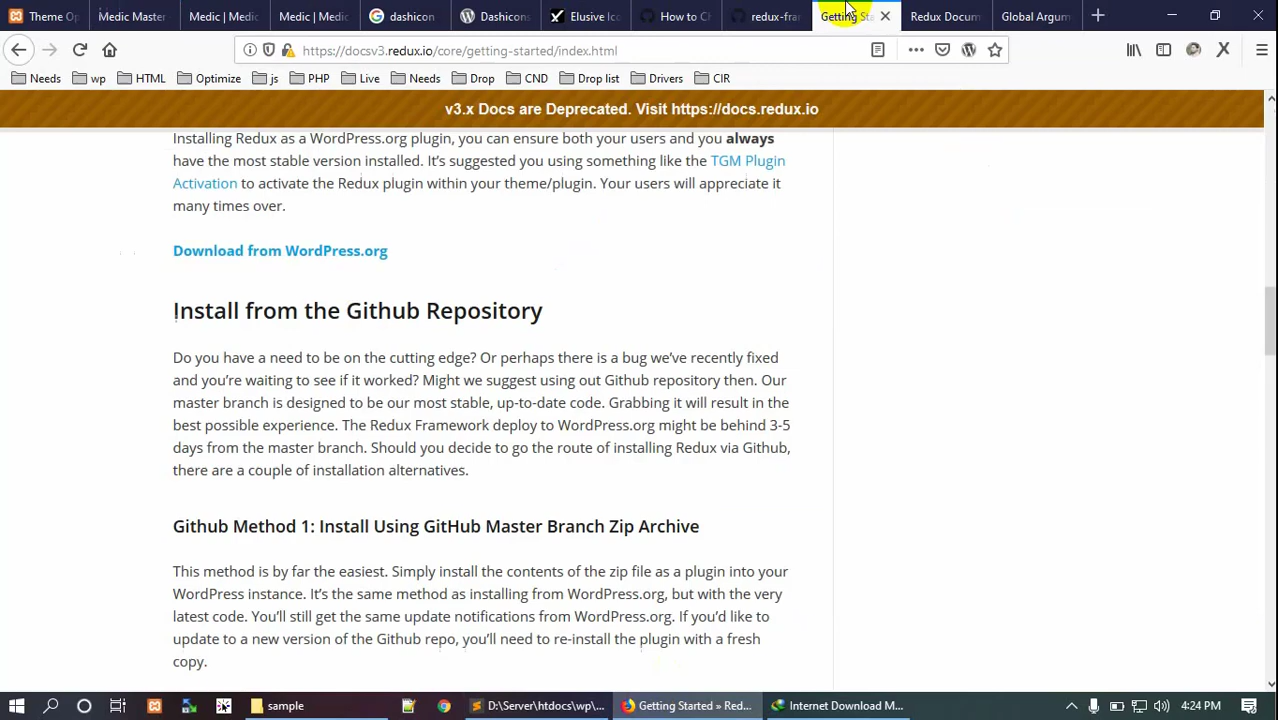 Theme Op
Medic Master
Medic | Medic
Medic | Medic
dashicon
Dashicons
Elusive Ico
How to Ch
redux-fra
Getting Sta
Redux Docum
Global Argum
https://docsv3.redux.io/core/getting-started/index.html
Needs wp HTML Optimize js PHP Live Needs Drop CND Drop list Drivers CIR
v3.x Docs are Deprecated. Visit https://docs.redux.io
Installing Redux as a WordPress.org plugin, you can ensure both your users and you always
have the most stable version installed. It's suggested you using something like the TGM Plugin
Activation to activate the Redux plugin within your theme/plugin. Your users will appreciate it
many times over.
Download from WordPress.org
Install from the Github Repository
Do you have a need to be on the cutting edge? Or perhaps there is a bug we've recently fixed
and you're waiting to see if it worked? Might we suggest using out Github repository then. Our
master branch is designed to be our most stable, up-to-date code. Grabbing it will result in the
best possible experience. The Redux Framework deploy to WordPress.org might be behind 3-5
days from the master branch. Should you decide to go the route of installing Redux via Github,
there are a couple of installation alternatives.
Github Method 1: Install Using GitHub Master Branch Zip Archive
This method is by far the easiest. Simply install the contents of the zip file as a plugin into your
WordPress instance. It's the same method as installing from WordPress.org, but with the very
latest code. You'll still get the same update notifications from WordPress.org. If you'd like to
update to a new version of the Github repo, you'll need to re-install the plugin with a fresh
copy.
sample
D:\Server\htdocs\wp\...
Getting Started » Red...
Internet Download M...
4:24 PM